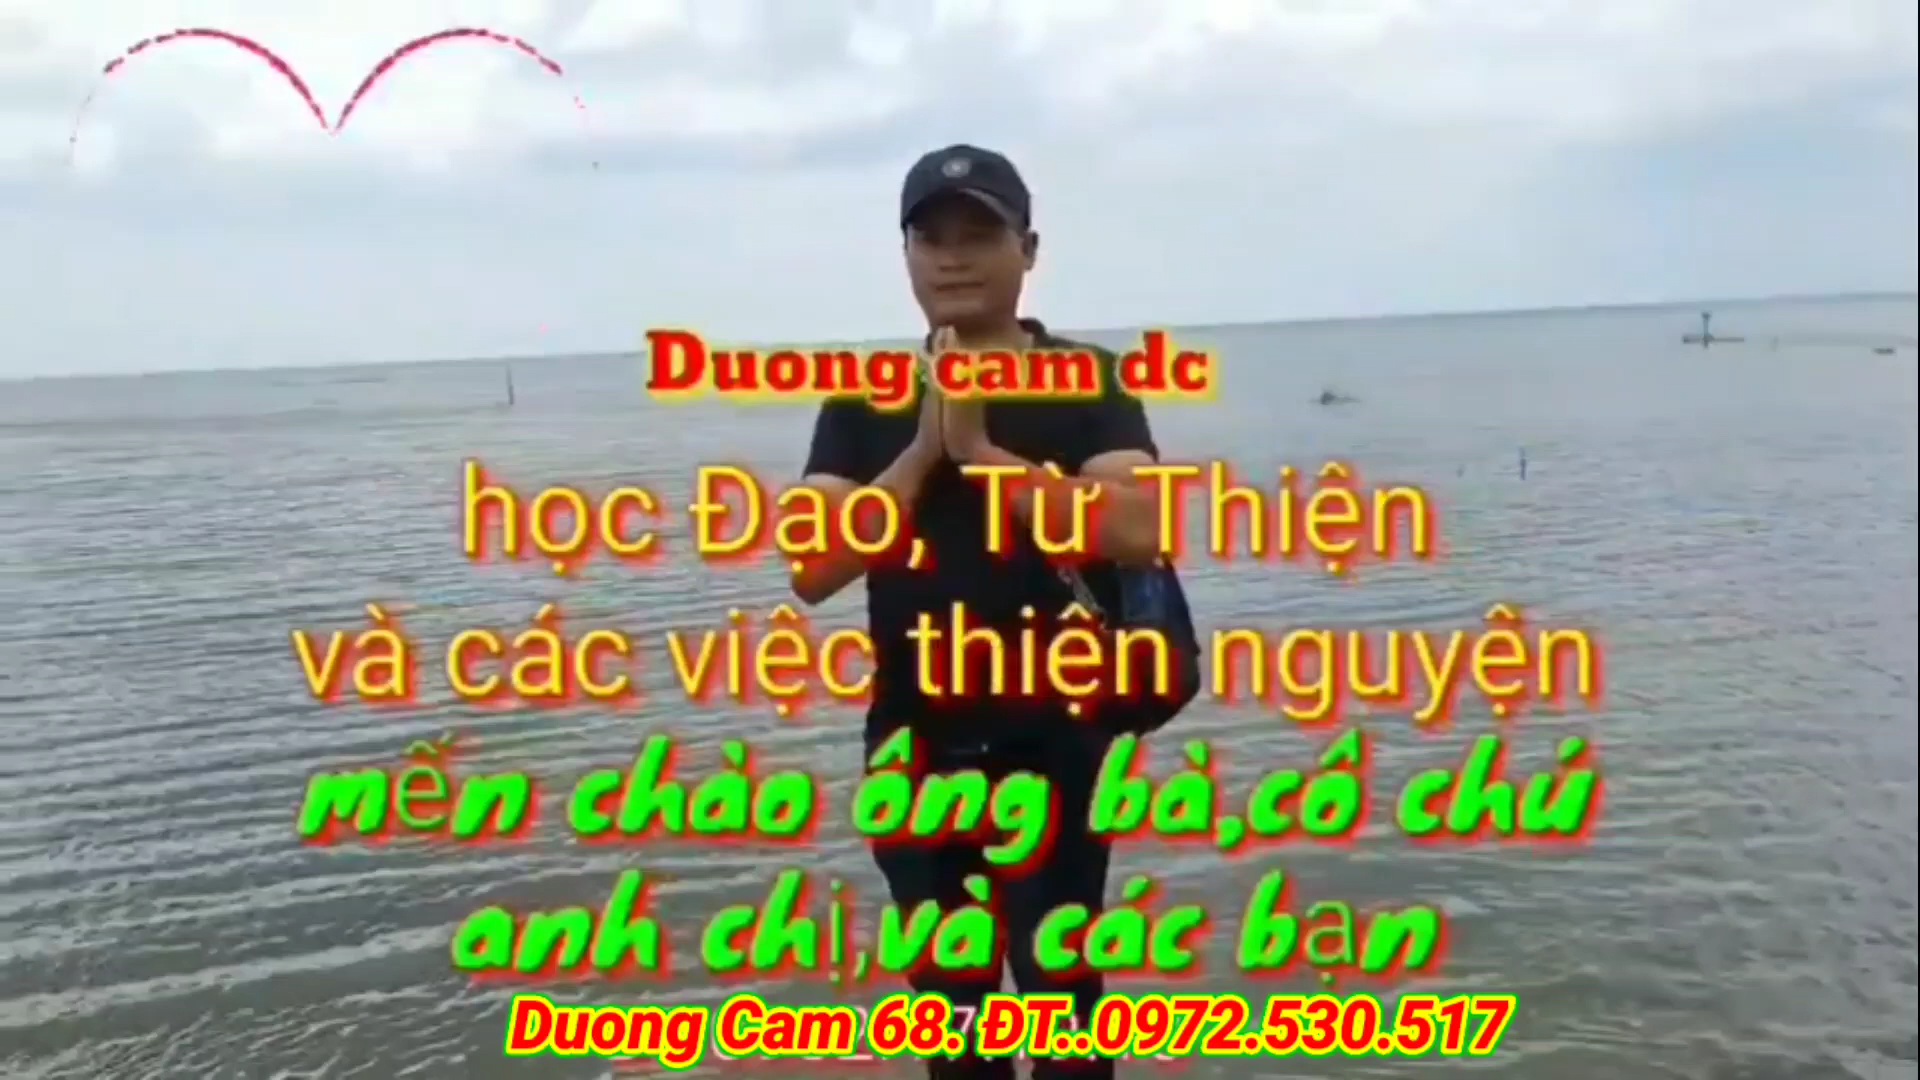 Duong cam dc
học Đạo, Từ Thiện
và các việc thiện nguyện
mến chào ông bà,cô chú
anh chị,và các bạn
Duong Cam 68. ĐT..0972.530.517